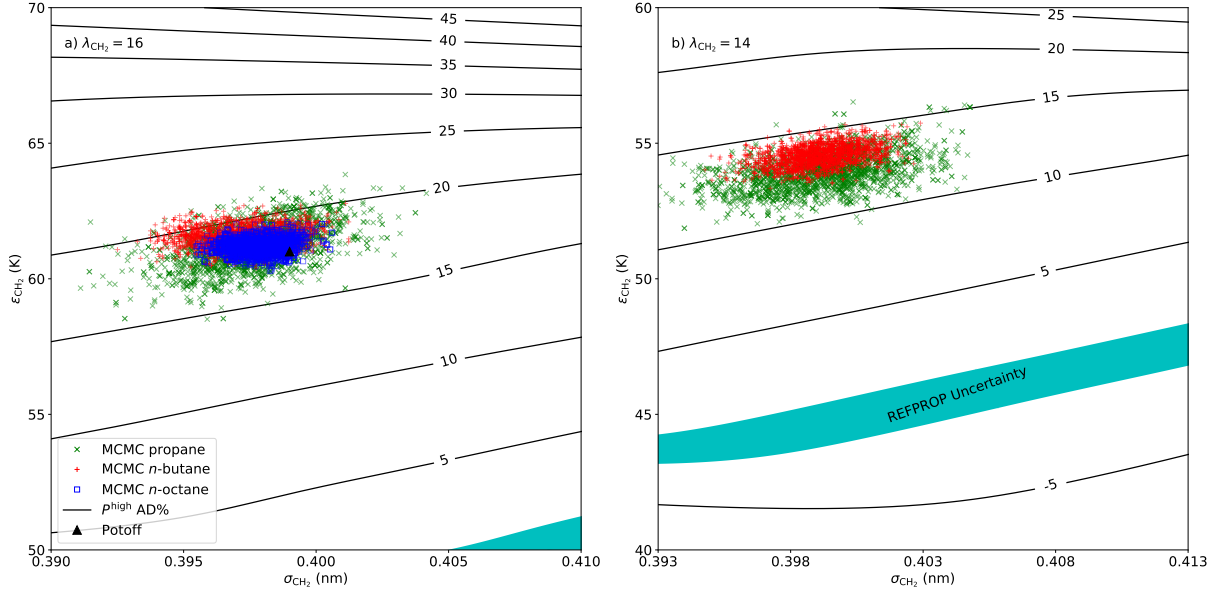 a) λCH₂ = 16
45
40
35
30
25
20
15
10
5
70
65
60
55
50
εCH₂ (K)
0.390
0.395
0.400
0.405
0.410
σCH₂ (nm)
MCMC propane
MCMC n-butane
MCMC n-octane
Pʰⁱᵍʰ AD%
Potoff
b) λCH₂ = 14
25
20
15
10
5
REFPROP Uncertainty
-5
60
55
50
45
40
εCH₂ (K)
0.393
0.398
0.403
0.408
0.413
σCH₂ (nm)